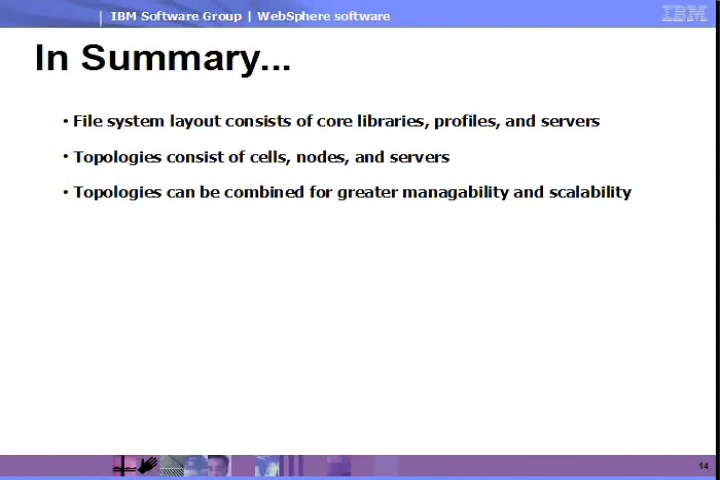 IBM Software Group | WebSphere software
IBM
In Summary...
• File system layout consists of core libraries, profiles, and servers
• Topologies consist of cells, nodes, and servers
• Topologies can be combined for greater managability and scalability
14